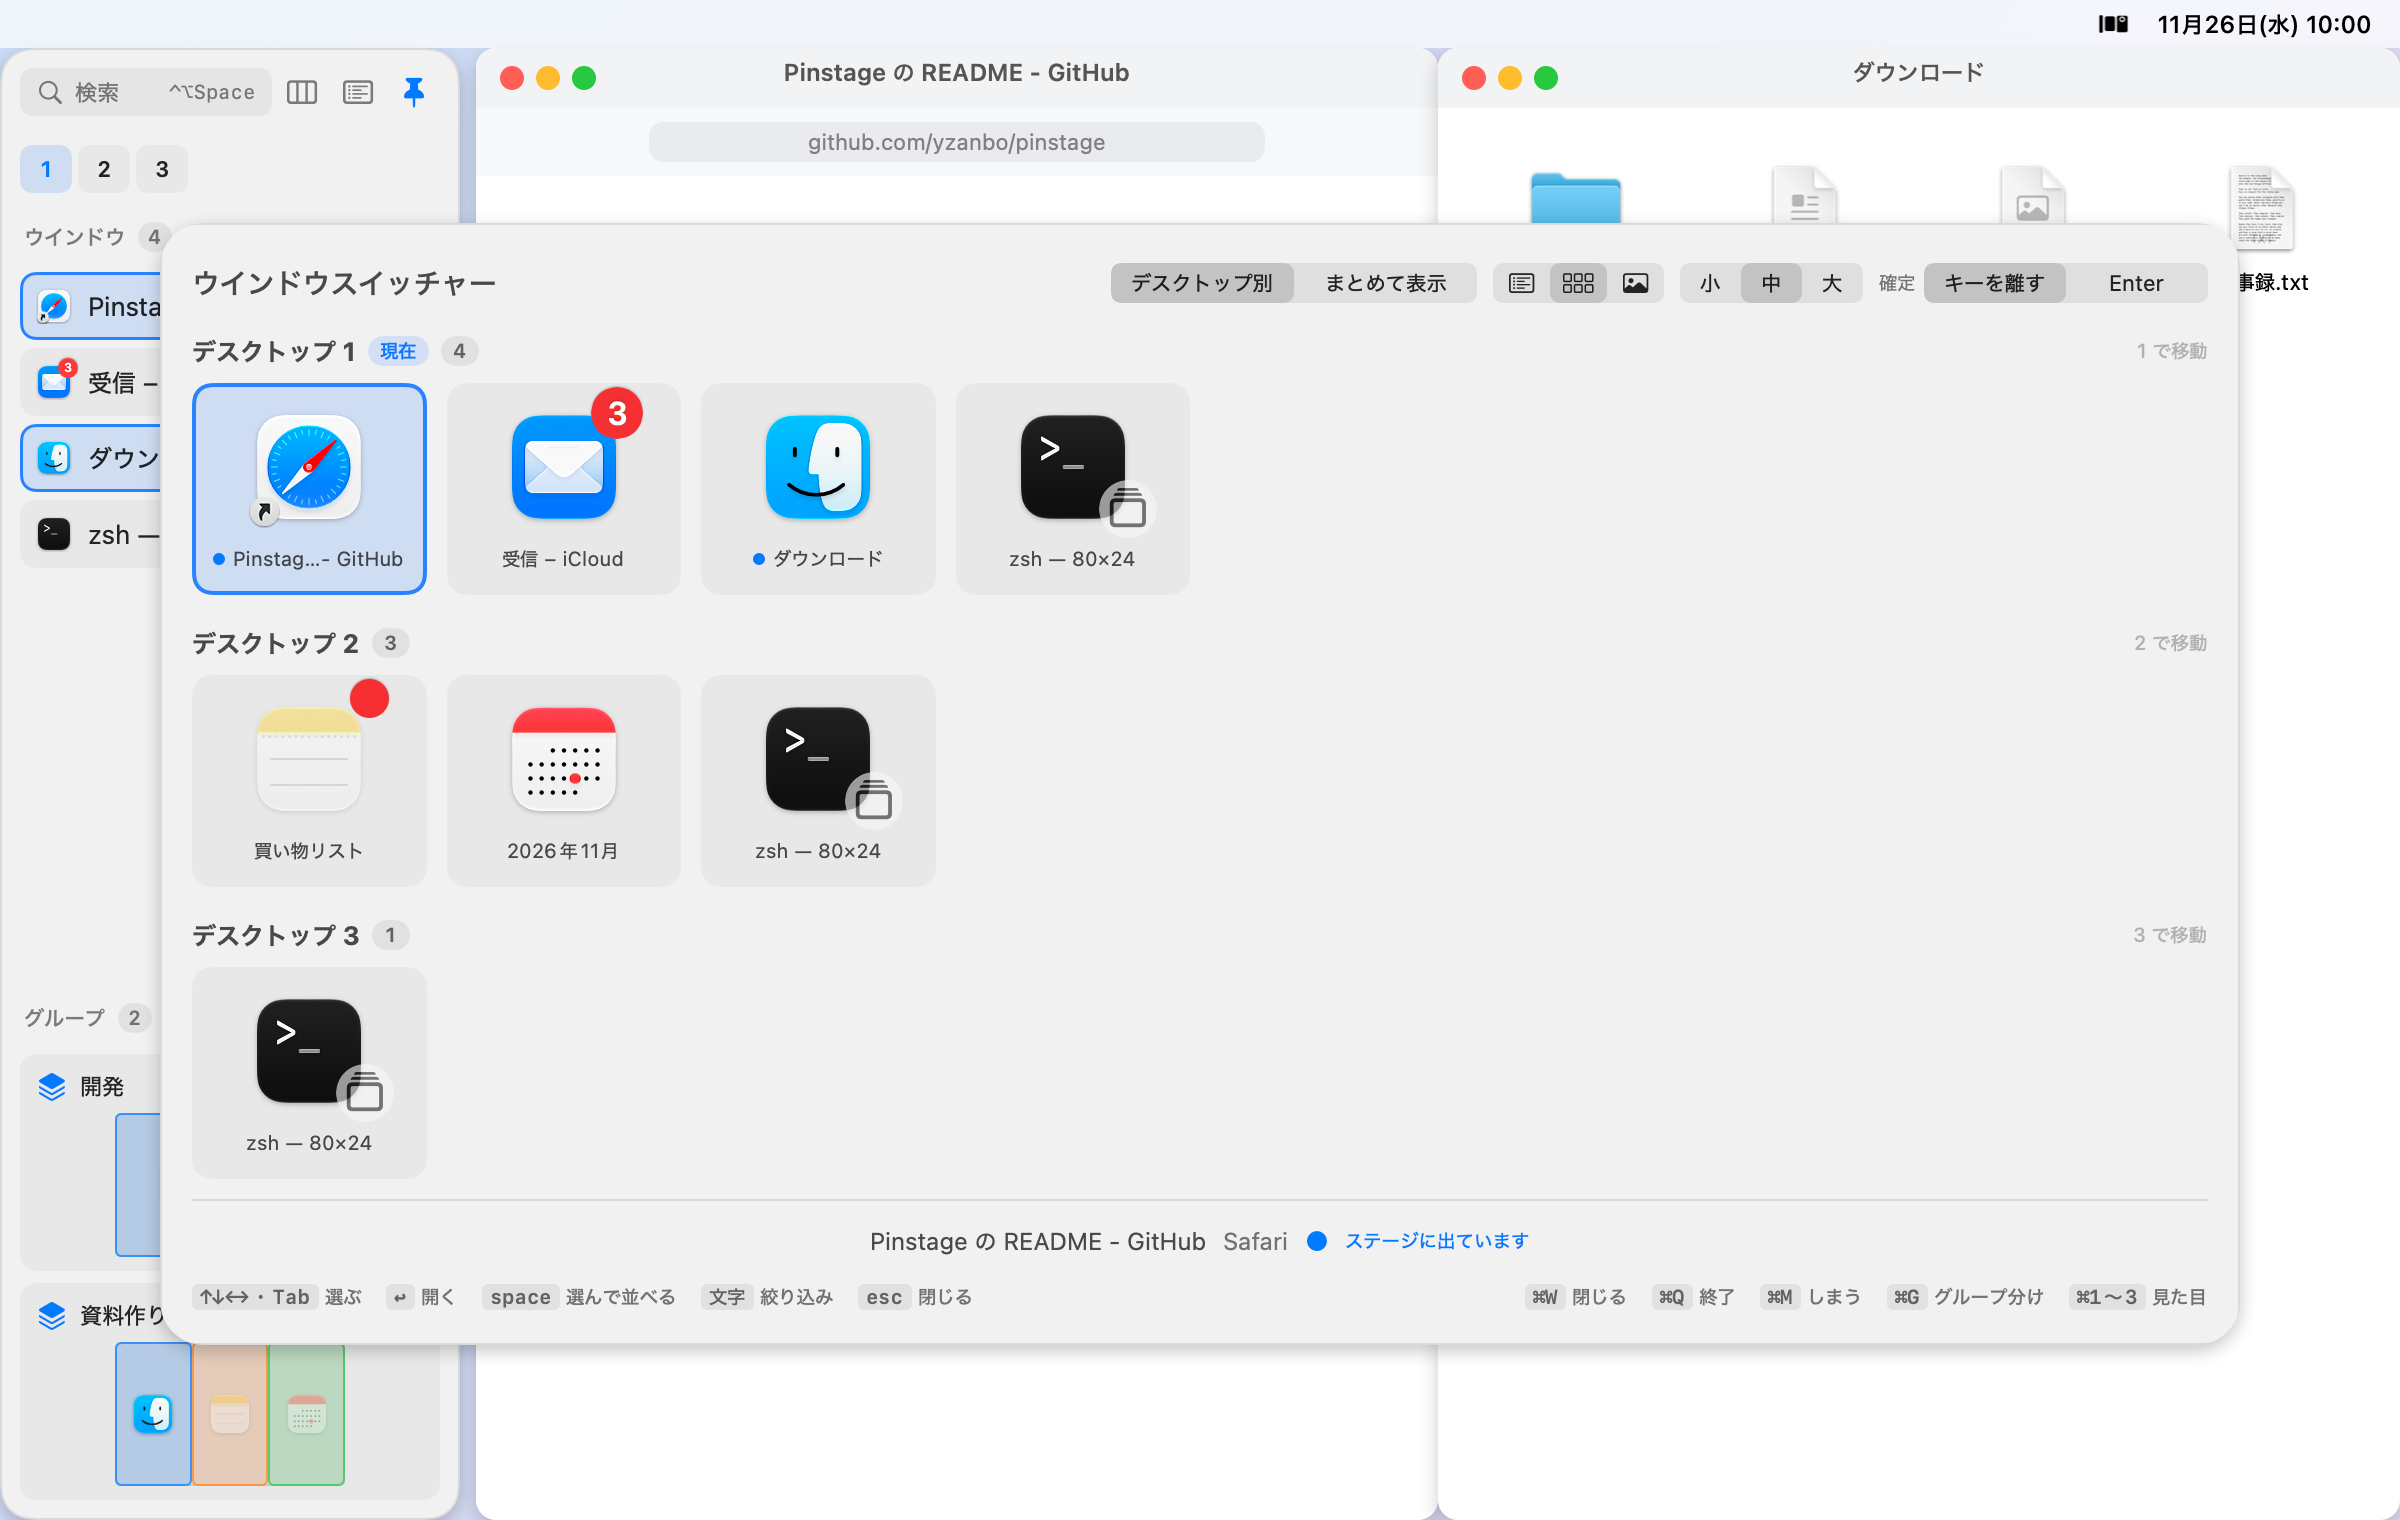 11月26日(水) 10:00
検索 ^⌥Space
1 2 3
ウインドウ 4
Pinsta
3
受信 –
ダウン
zsh —
グループ 2
開発
資料作り
Pinstage の README - GitHub
github.com/yzanbo/pinstage
ダウンロード
事録.txt
ウインドウスイッチャー
デスクトップ別 まとめて表示
小 中 大
確定 キーを離す Enter
デスクトップ 1 現在 4
1 で移動
3
Pinstag...- GitHub
受信 – iCloud
ダウンロード
zsh — 80×24
デスクトップ 2 3
2 で移動
買い物リスト
2026年11月
zsh — 80×24
デスクトップ 3 1
3 で移動
zsh — 80×24
Pinstage の README - GitHub Safari ステージに出ています
↑↓←→・Tab 選ぶ ↩ 開く space 選んで並べる 文字 絞り込み esc 閉じる
⌘W 閉じる ⌘Q 終了 ⌘M しまう ⌘G グループ分け ⌘1〜3 見た目